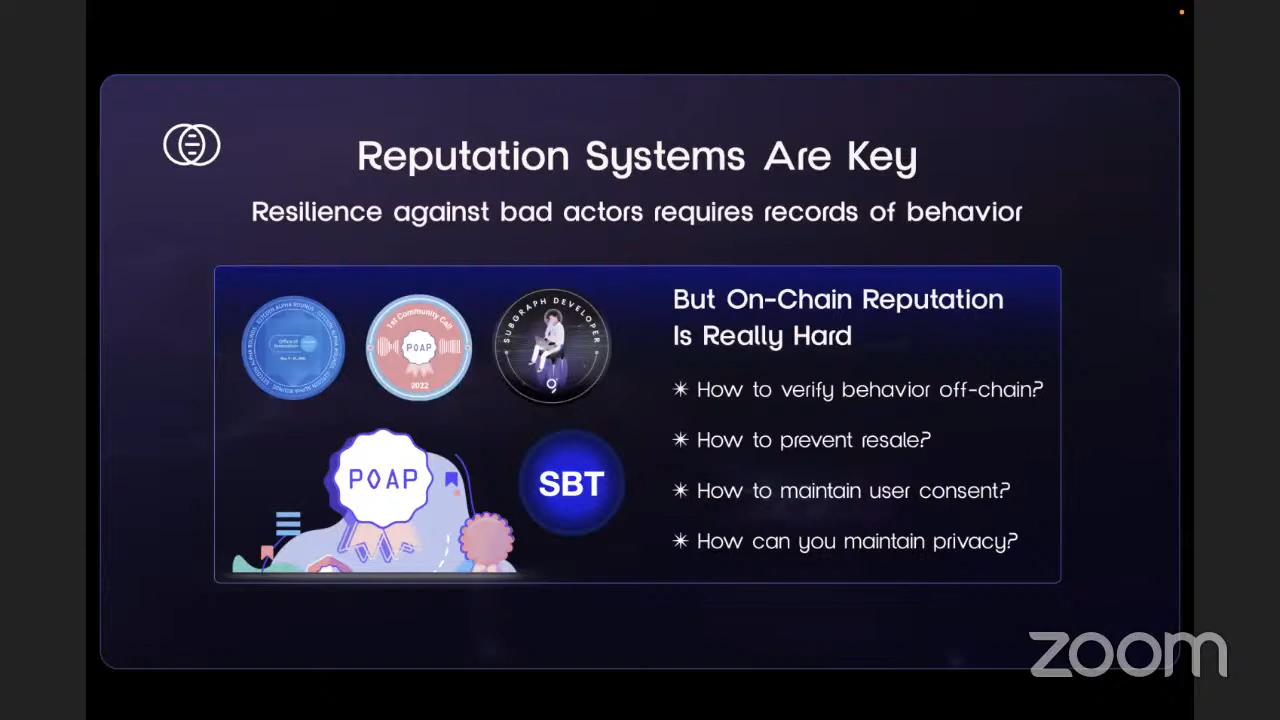 Reputation Systems Are Key
Resilience against bad actors requires records of behavior
1st Community Call
POAP
2022
SUBGRAPH DEVELOPER
POAP
SBT
But On-Chain Reputation
Is Really Hard
✴ How to verify behavior off-chain?
✴ How to prevent resale?
✴ How to maintain user consent?
✴ How can you maintain privacy?
zoom